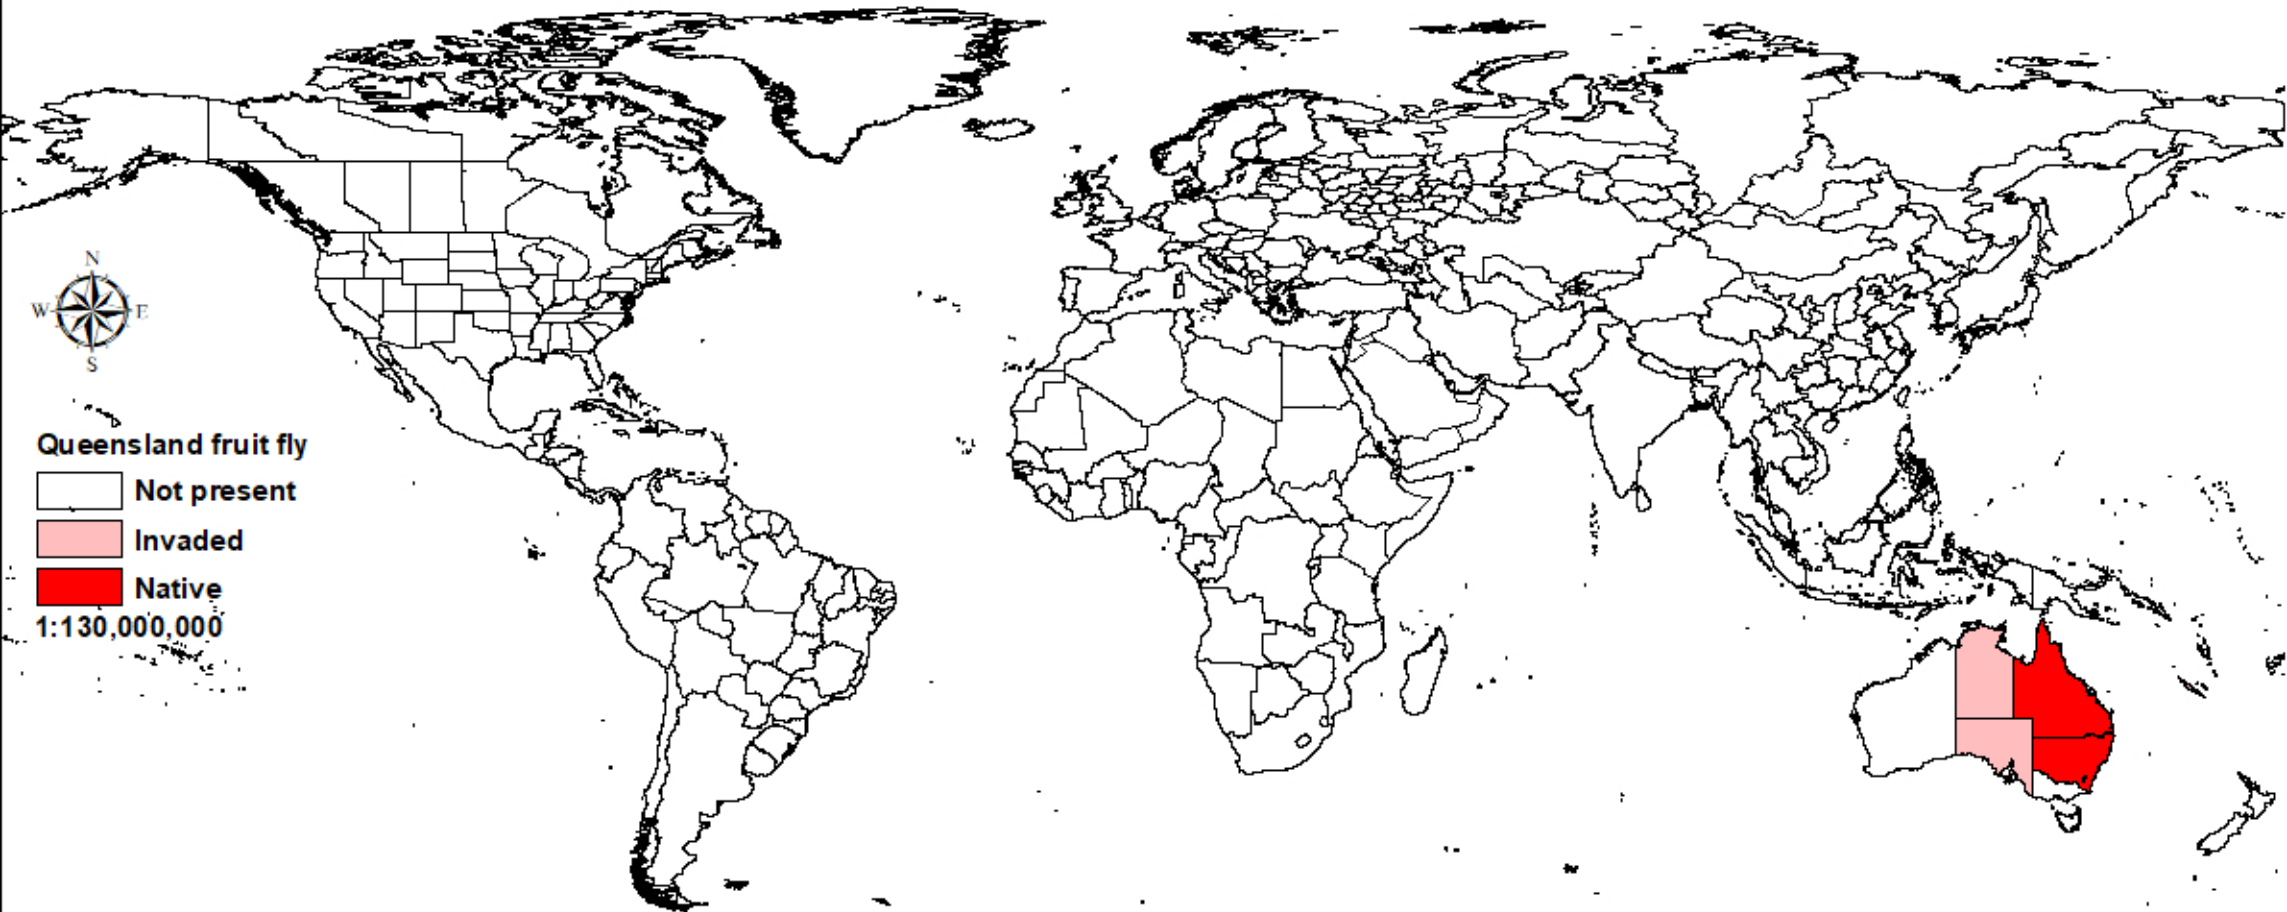 N
W E
S
Queensland fruit fly
Not present
Invaded
Native
1:130,000,000